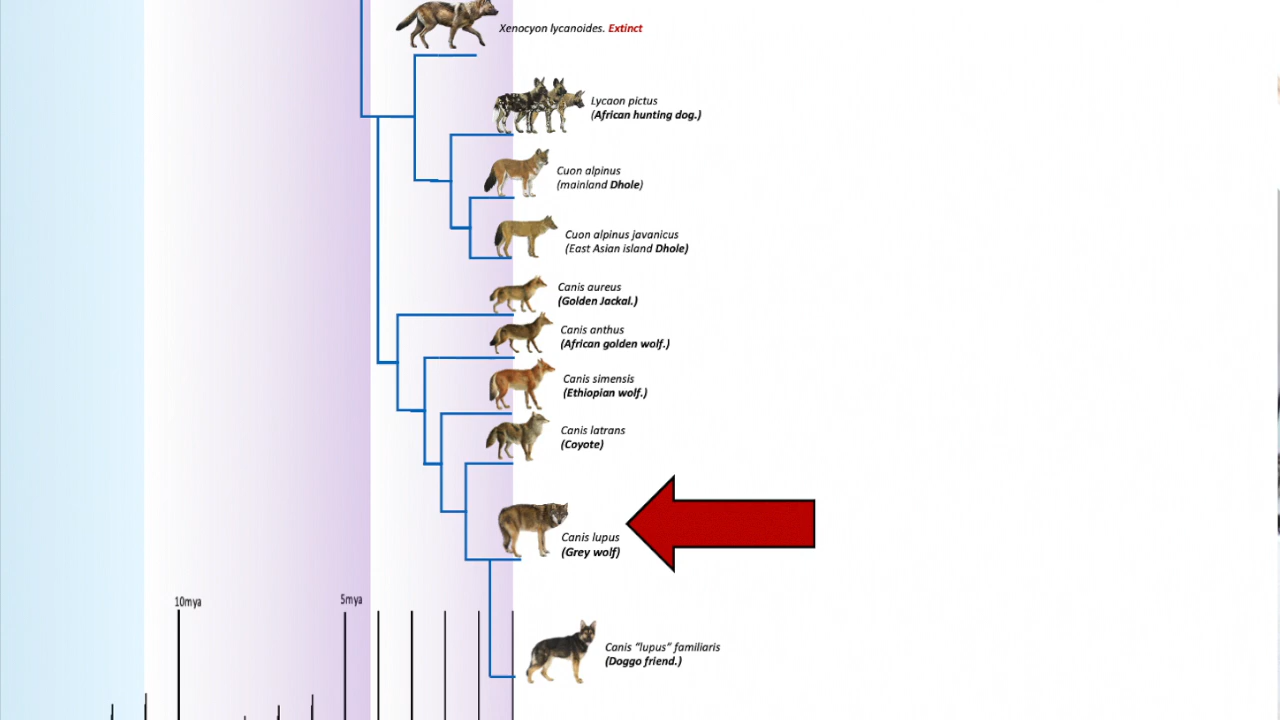 Xenocyon lycanoides. Extinct
Lycaon pictus
(African hunting dog.)
Cuon alpinus
(mainland Dhole)
Cuon alpinus javanicus
(East Asian island Dhole)
Canis aureus
(Golden Jackal.)
Canis anthus
(African golden wolf.)
Canis simensis
(Ethiopian wolf.)
Canis latrans
(Coyote)
Canis lupus
(Grey wolf)
10mya
5mya
Canis “lupus” familiaris
(Doggo friend.)